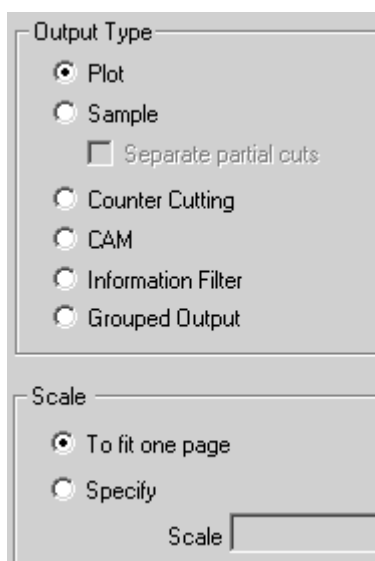 Output Type
Plot
Sample
Separate partial cuts
Counter Cutting
CAM
Information Filter
Grouped Output
Scale
To fit one page
Specify
Scale